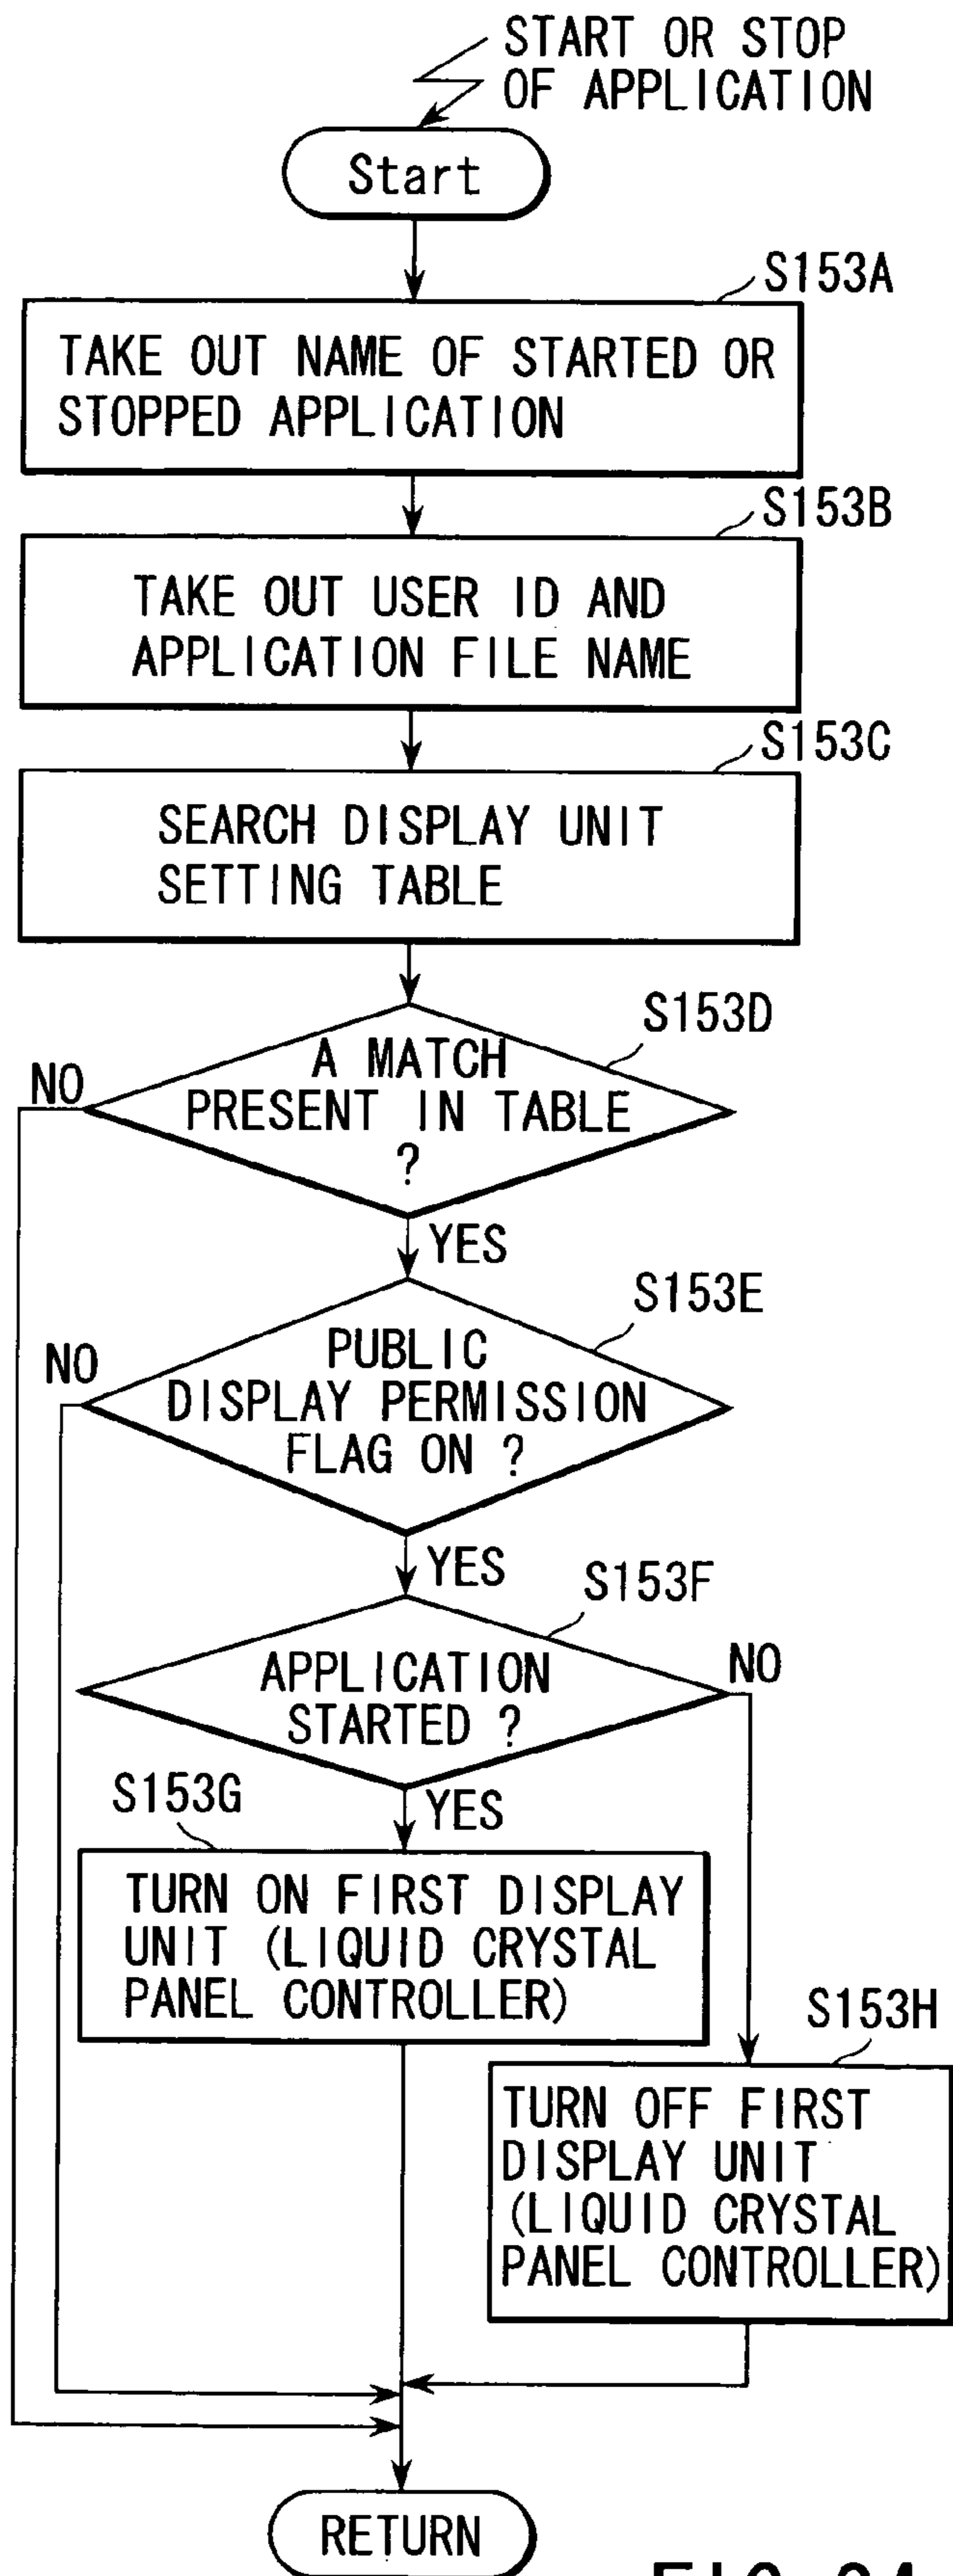 START OR STOP
OF APPLICATION
Start
S153A
TAKE OUT NAME OF STARTED OR
STOPPED APPLICATION
S153B
TAKE OUT USER ID AND
APPLICATION FILE NAME
S153C
SEARCH DISPLAY UNIT
SETTING TABLE
S153D
NO
A MATCH
PRESENT IN TABLE
?
YES
S153E
NO
PUBLIC
DISPLAY PERMISSION
FLAG ON ?
YES
S153F
NO
APPLICATION
STARTED ?
S153G
YES
TURN ON FIRST DISPLAY
UNIT (LIQUID CRYSTAL
PANEL CONTROLLER)
S153H
TURN OFF FIRST
DISPLAY UNIT
(LIQUID CRYSTAL
PANEL CONTROLLER)
RETURN